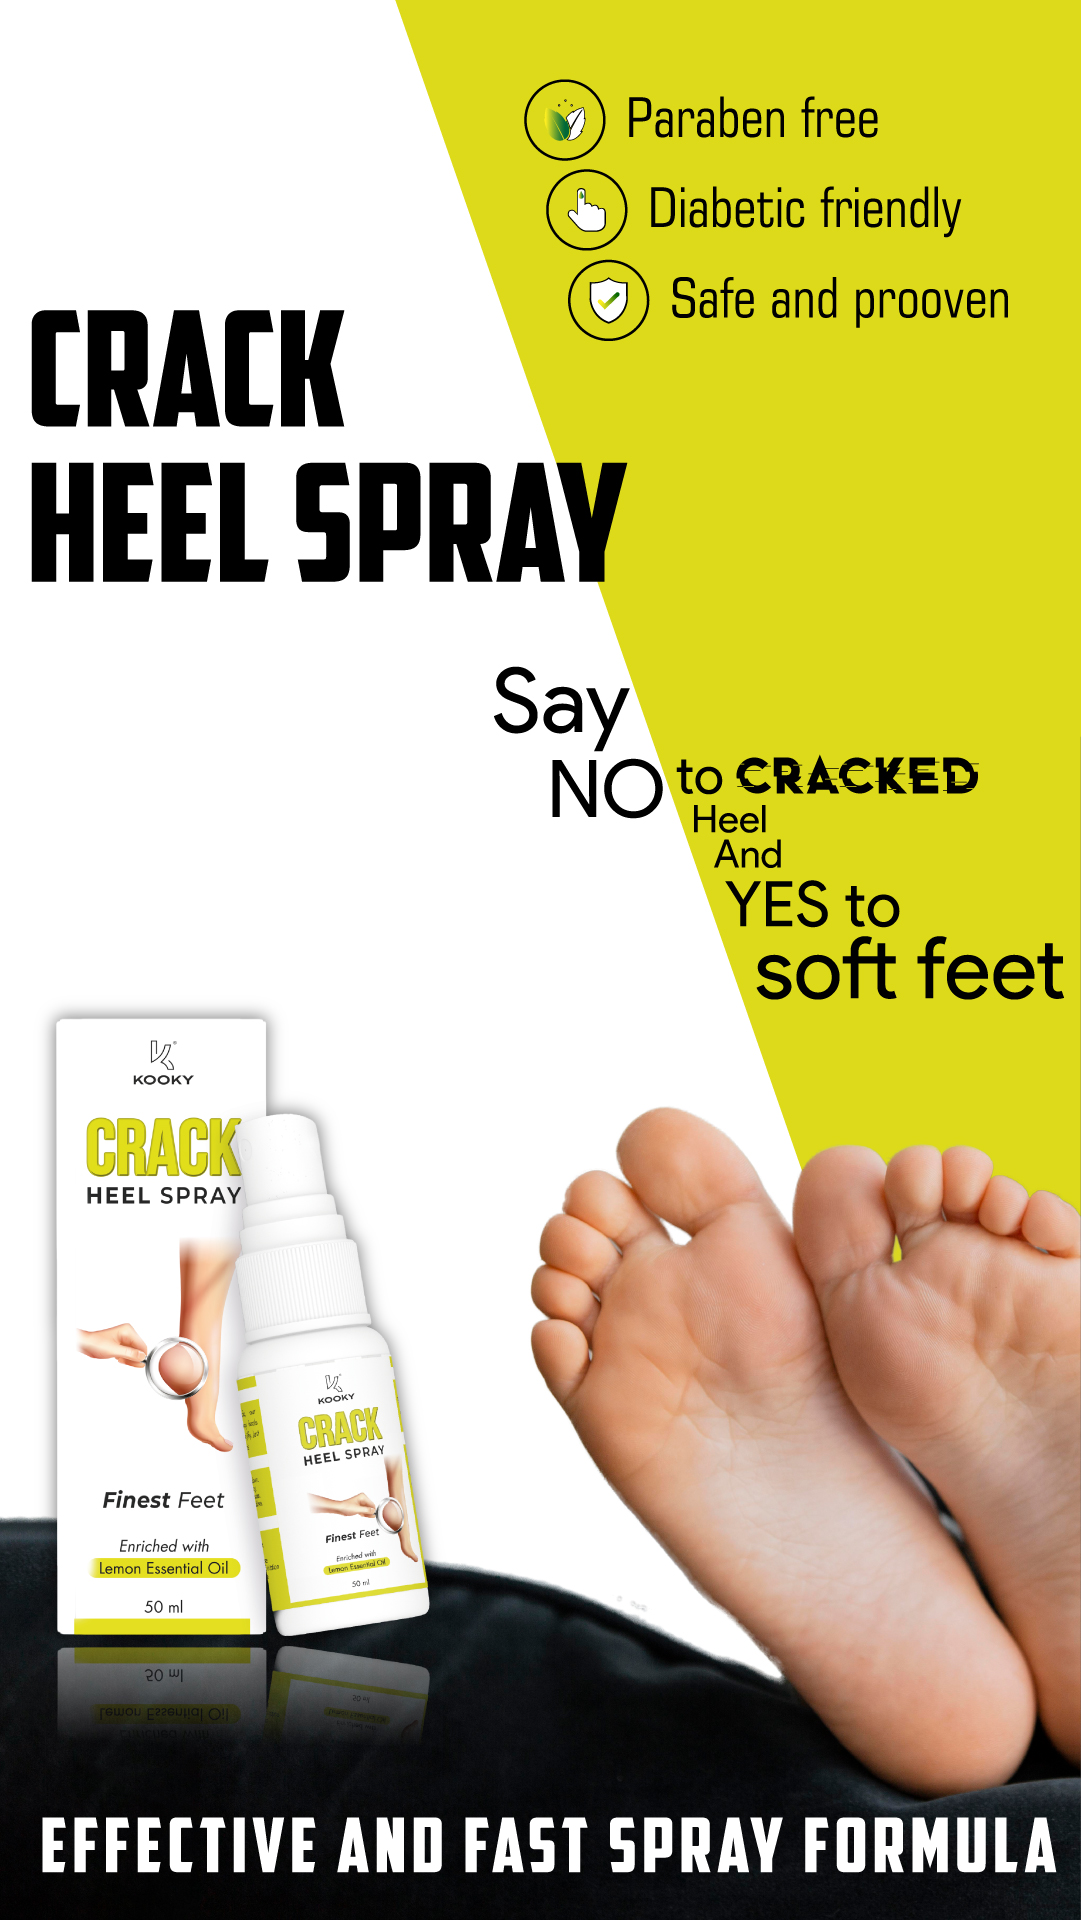 Paraben free
Diabetic friendly
Safe and prooven
CRACK
HEEL SPRAY
Say
NO to CRACKED
Heel
And
YES to
soft feet
KOOKY
CRACK
HEEL SPRAY
Finest Feet
Enriched with
Lemon Essential Oil
50 ml
KOOKY
CRACK
HEEL SPRAY
Finest Feet
Enriched with
Lemon Essential Oil
50 ml
EFFECTIVE AND FAST SPRAY FORMULA